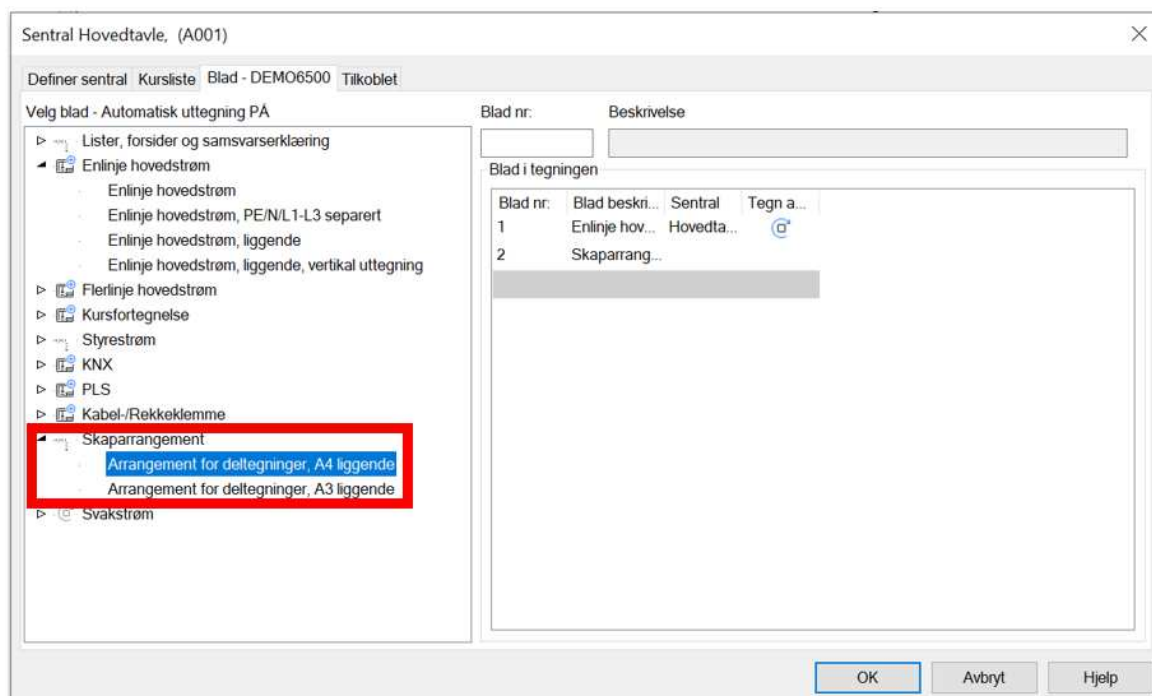 Sentral Hovedtavle, (A001)
Definer sentral Kursliste Blad - DEMO6500 Tilkoblet
Velg blad - Automatisk uttegning PÅ
Lister, forsider og samsvarserklæring
Enlinje hovedstrøm
Enlinje hovedstrøm
Enlinje hovedstrøm, PE/N/L1-L3 separert
Enlinje hovedstrøm, liggende
Enlinje hovedstrøm, liggende, vertikal uttegning
Flerlinje hovedstrøm
Kursfortegnelse
Styrestrøm
KNX
PLS
Kabel-/Rekkeklemme
Skaparrangement
Arrangement for deltegninger, A4 liggende
Arrangement for deltegninger, A3 liggende
Svakstrøm
Blad nr: Beskrivelse
Blad i tegningen
Blad nr: Blad beskri... Sentral Tegn a...
1 Enlinje hov... Hovedta...
2 Skaparrang...
OK Avbryt Hjelp